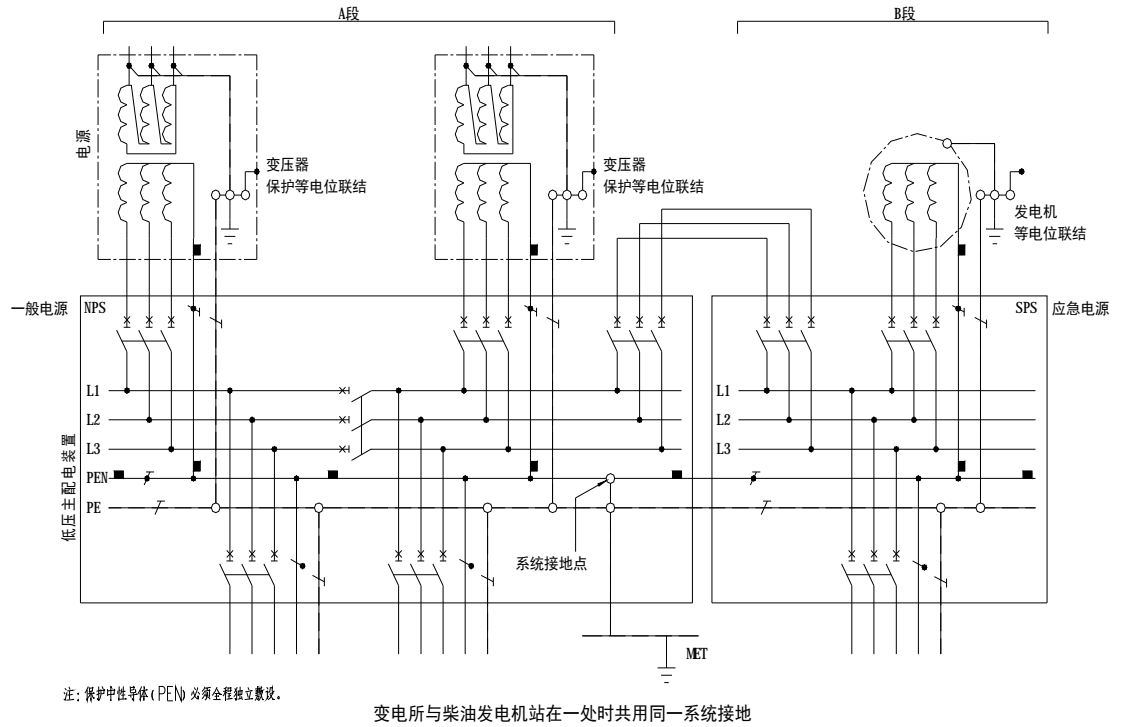 A段
B段
电源
变压器
保护等电位联结
变压器
保护等电位联结
发电机
等电位联结
一般电源
NPS
SPS
应急电源
L1
L2
L3
PEN
PE
L1
L2
L3
低压主配电装置
系统接地点
MET
注:保护中性导体(PEN)必须全程独立敷设。
变电所与柴油发电机站在一处时共用同一系统接地